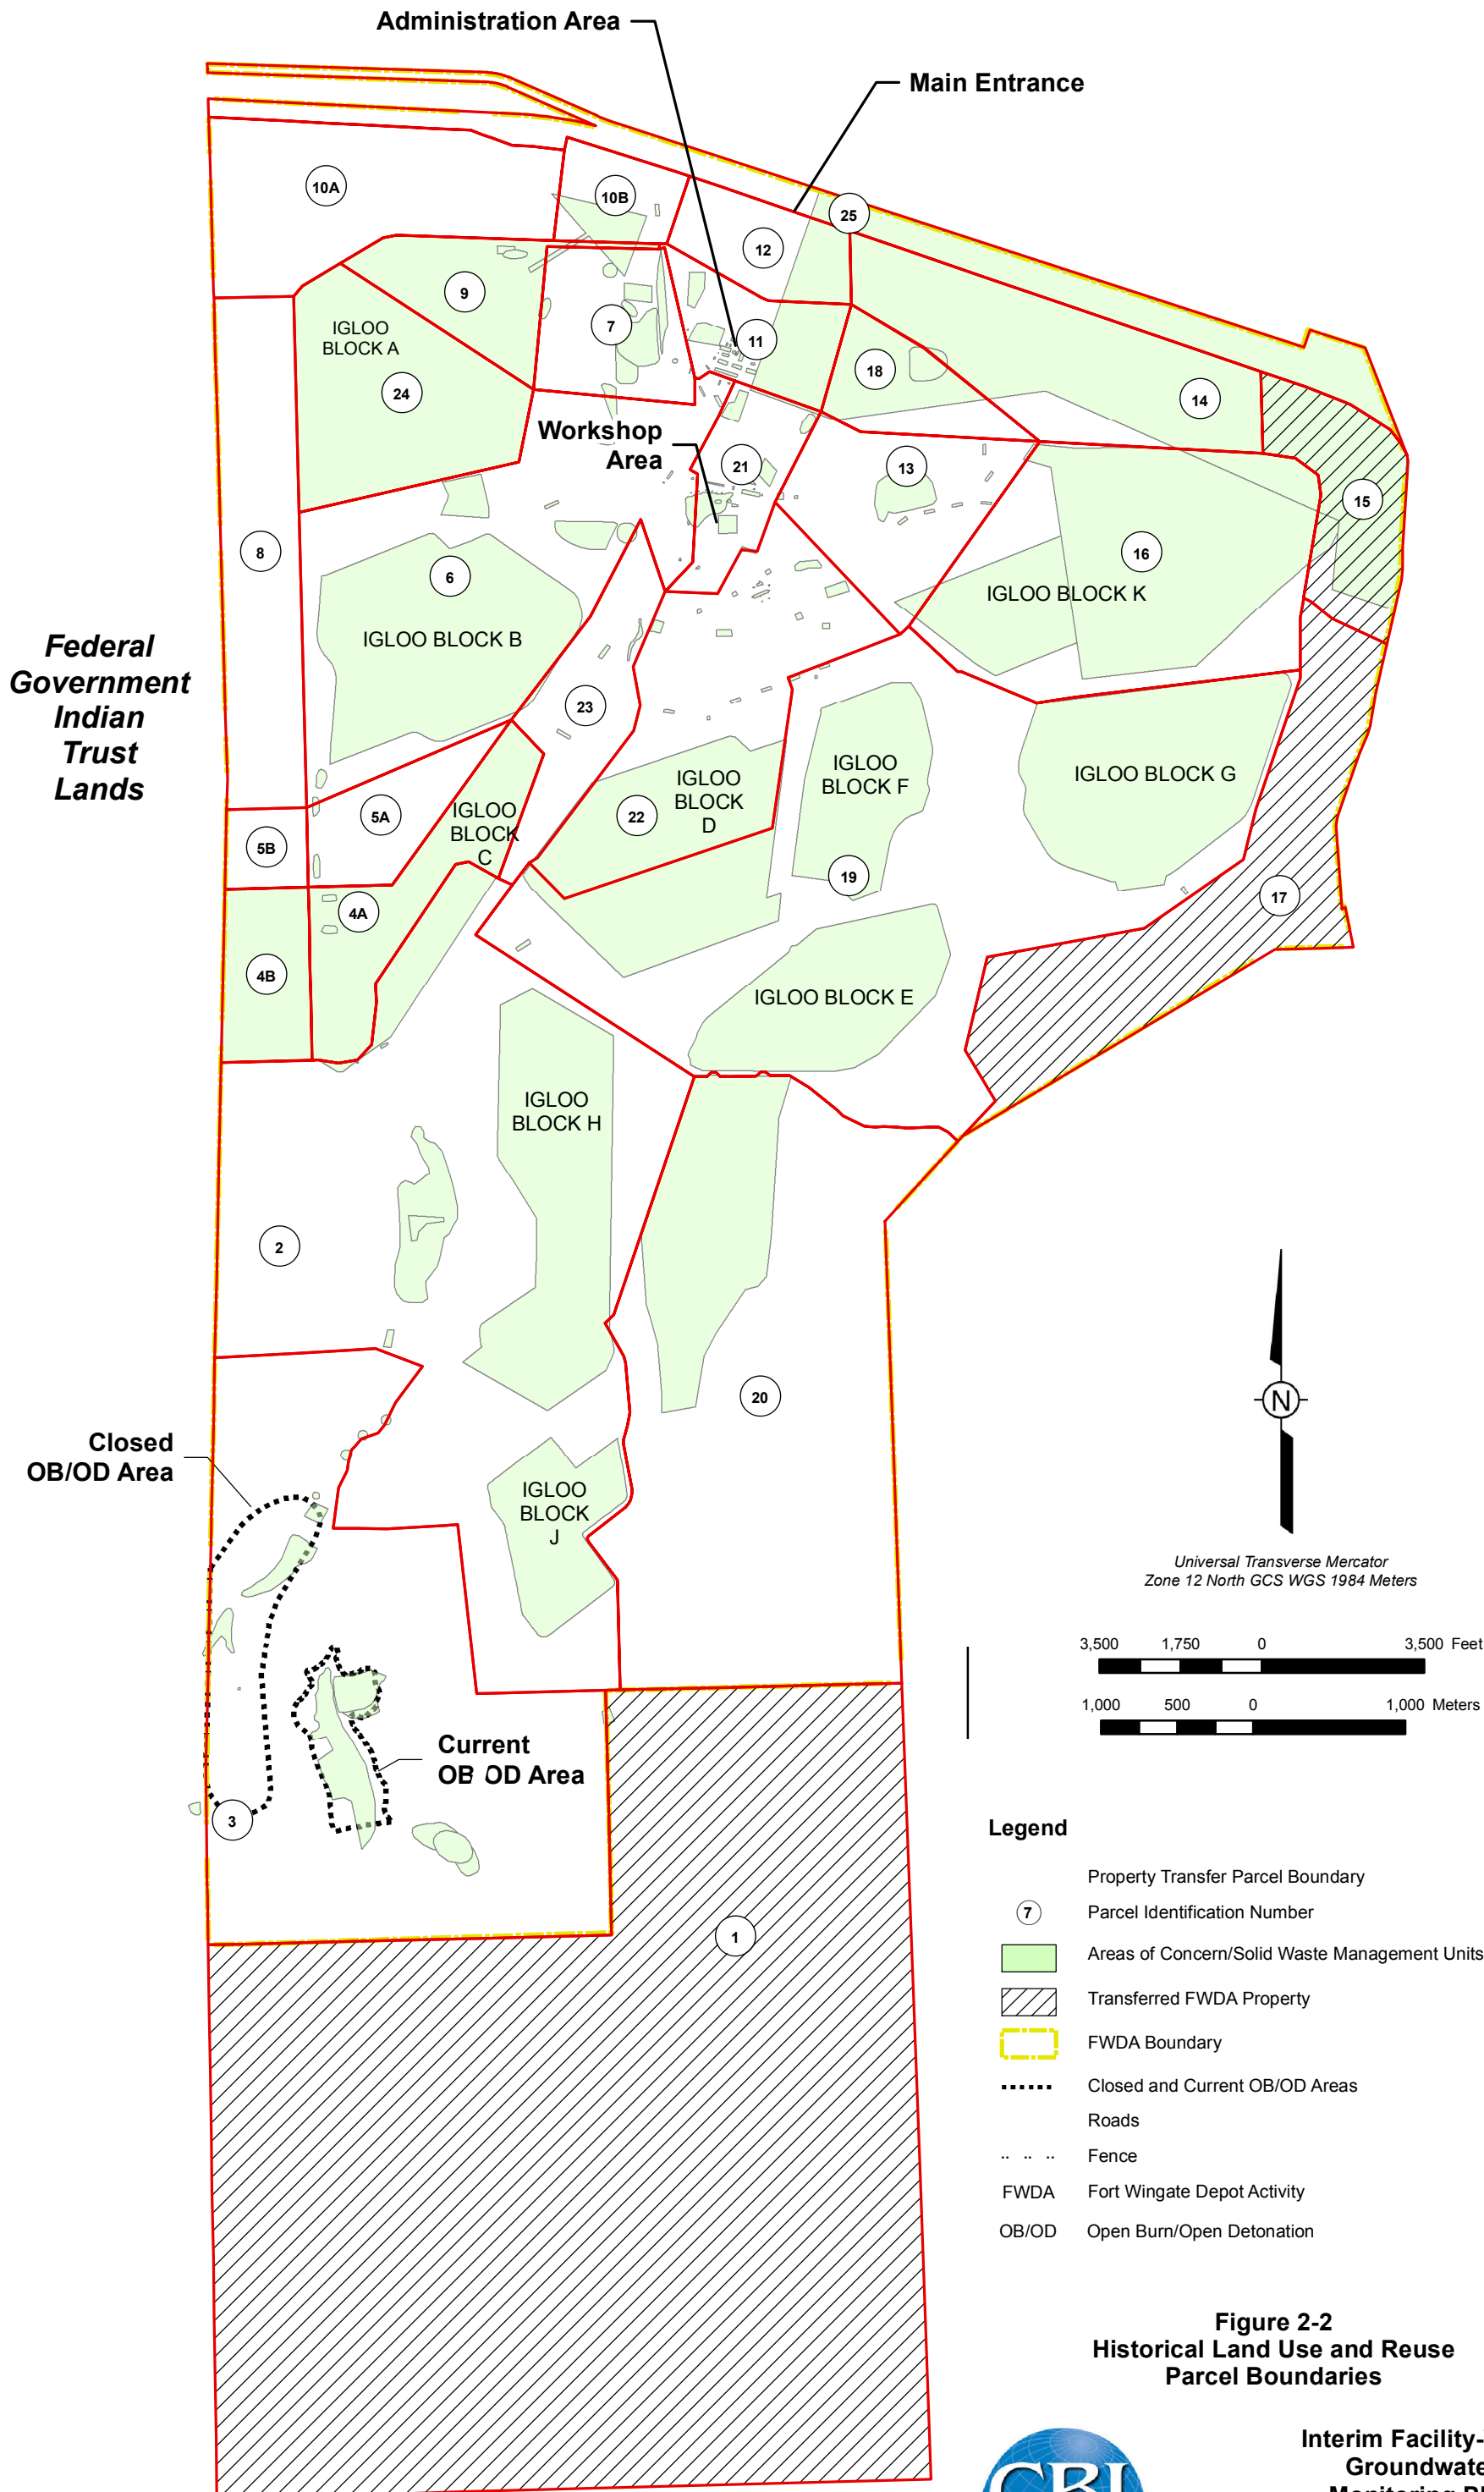 Administration Area
Main Entrance
10A
10B
25
12
9
7
11
IGLOO
BLOCK A
24
18
14
Workshop
Area
21
13
15
8
6
16
IGLOO BLOCK K
IGLOO BLOCK B
Federal
Government
Indian
Trust
Lands
23
IGLOO
BLOCK F
IGLOO BLOCK G
IGLOO
BLOCK
D
22
5A
IGLOO
BLOCK
C
5B
19
17
4A
4B
IGLOO BLOCK E
IGLOO
BLOCK H
2
20
Closed
OB/OD Area
IGLOO
BLOCK
J
N
Universal Transverse Mercator
Zone 12 North GCS WGS 1984 Meters
3,500 1,750 0 3,500 Feet
1,000 500 0 1,000 Meters
Current
OB OD Area
3
1
Legend
Property Transfer Parcel Boundary
7 Parcel Identification Number
Areas of Concern/Solid Waste Management Units
Transferred FWDA Property
FWDA Boundary
Closed and Current OB/OD Areas
Roads
Fence
FWDA Fort Wingate Depot Activity
OB/OD Open Burn/Open Detonation
Figure 2-2
Historical Land Use and Reuse
Parcel Boundaries
Interim Facility-
Groundwate
CBI